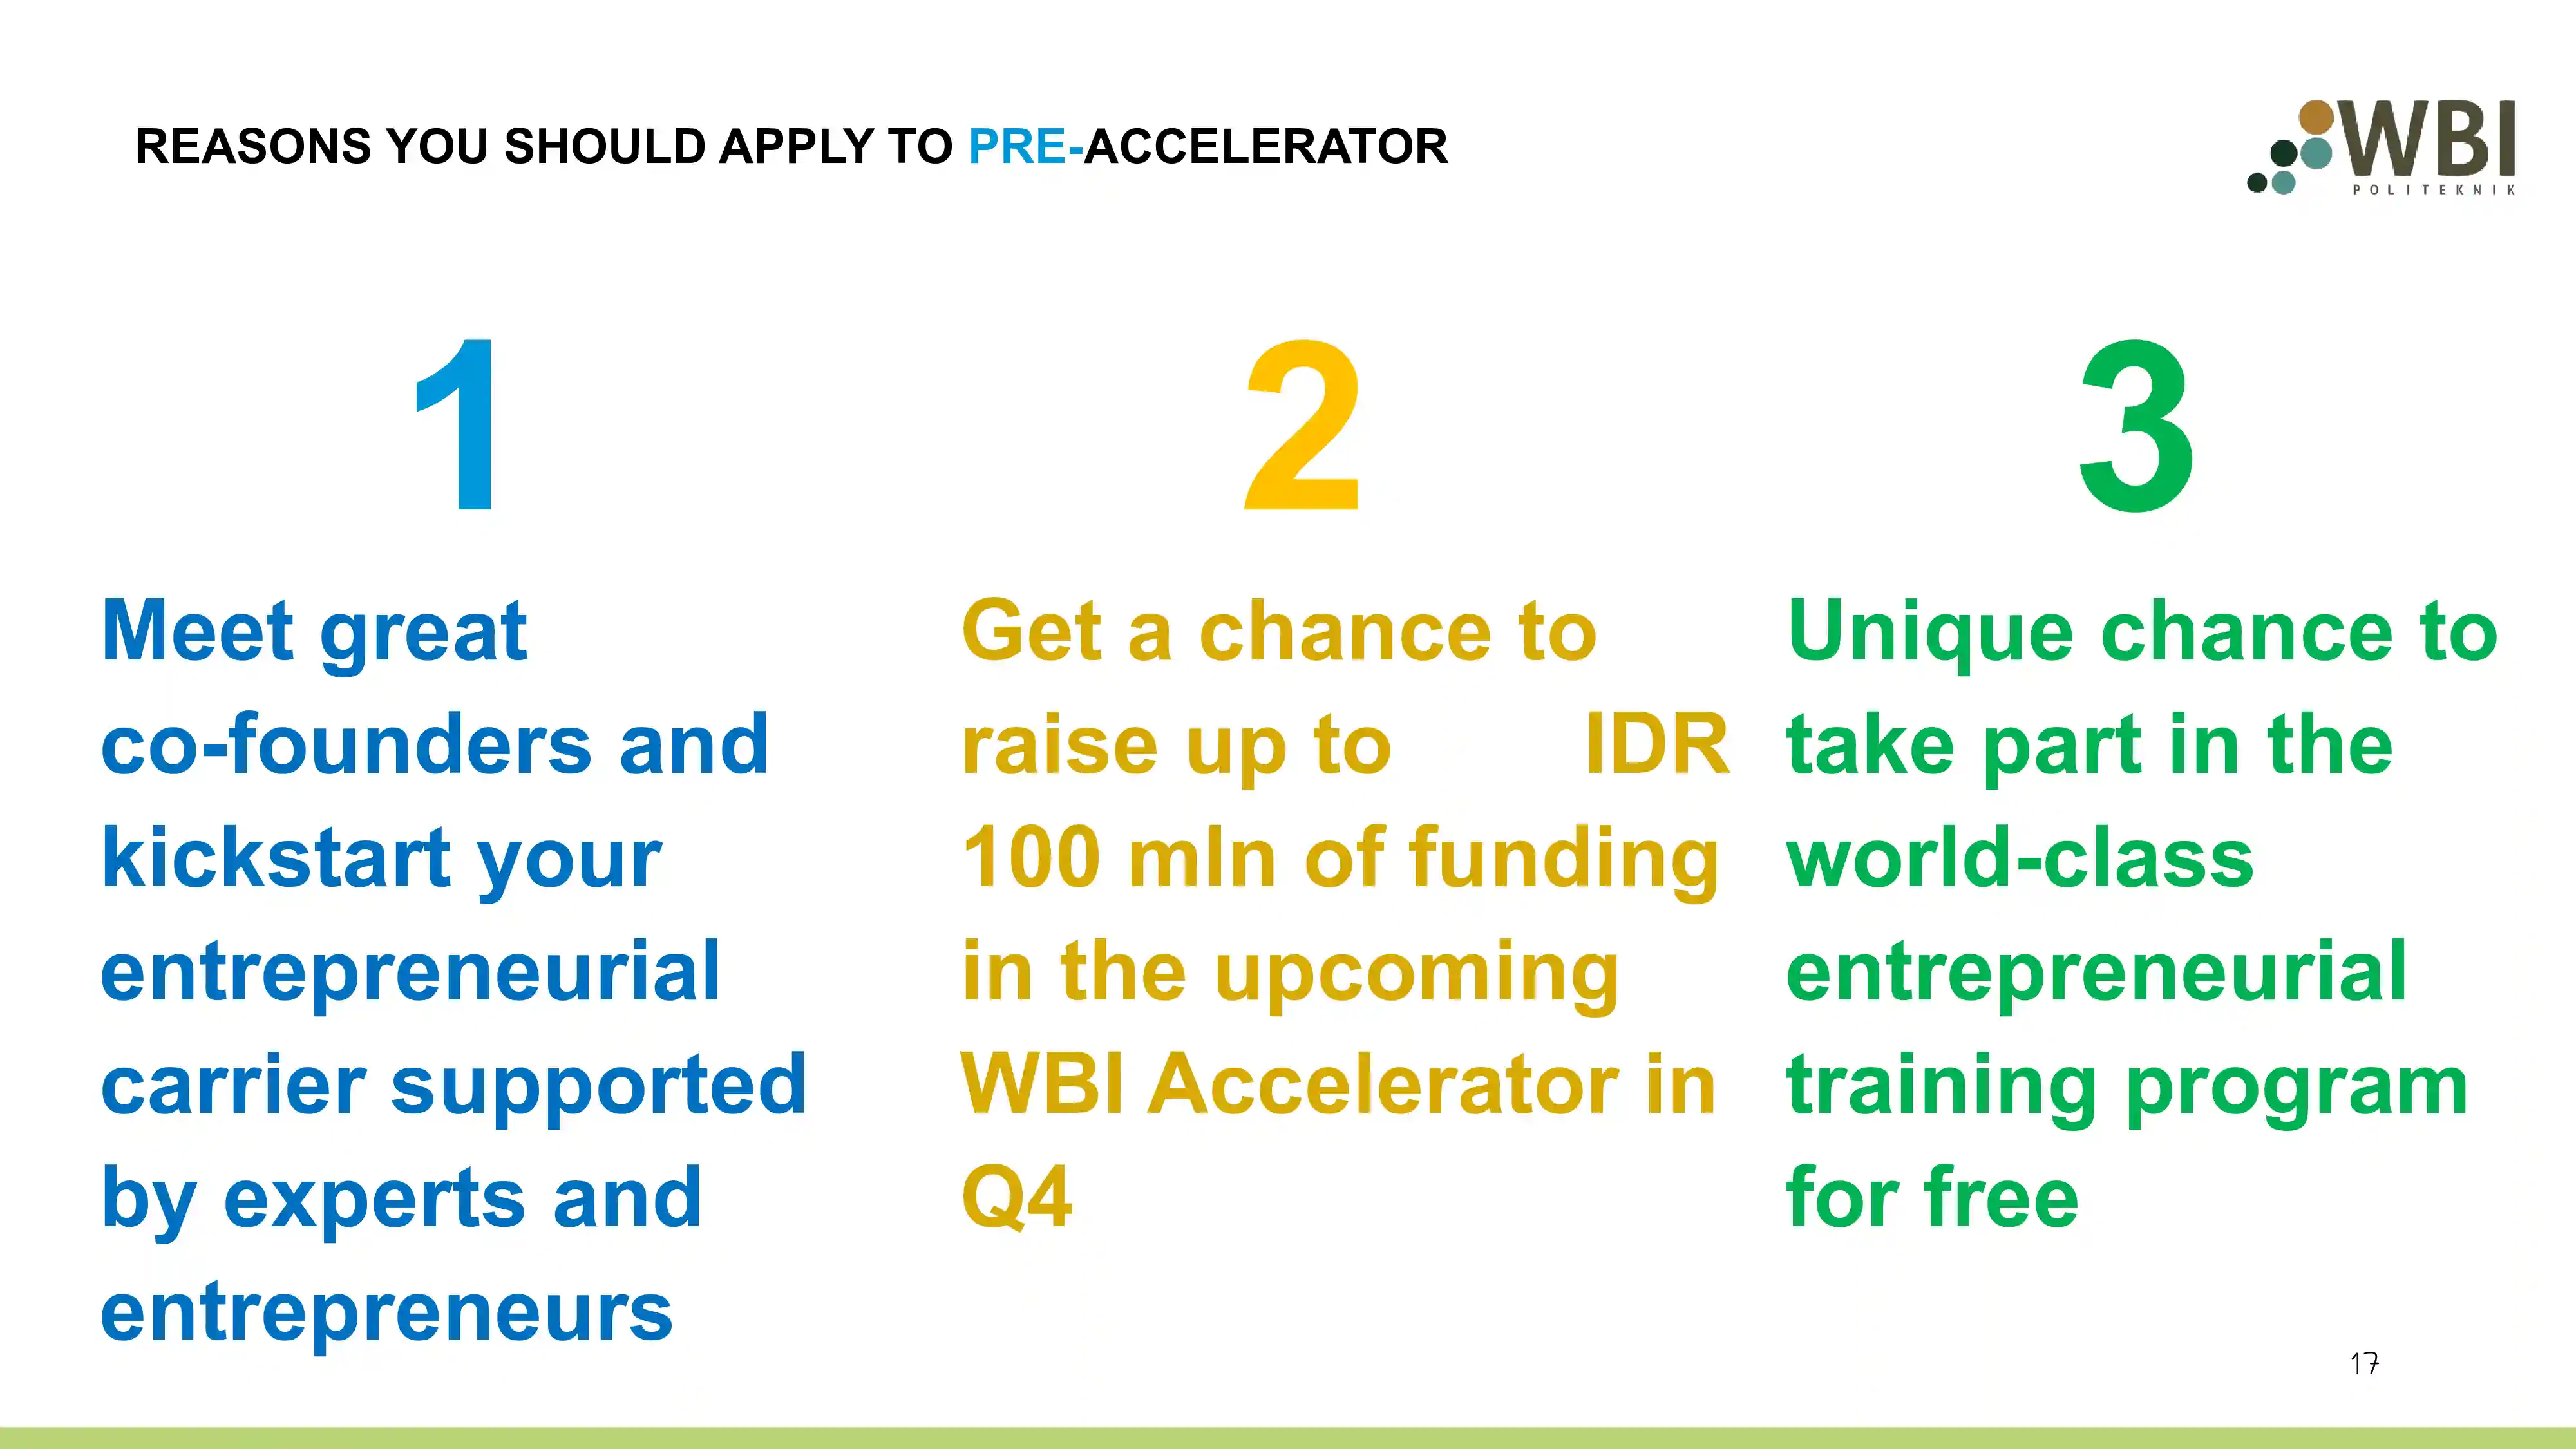 REASONS YOU SHOULD APPLY TO PRE-ACCELERATOR
WBI
POLITEKNIK
1
Meet great
co-founders and
kickstart your
entrepreneurial
carrier supported
by experts and
entrepreneurs
2
Get a chance to
raise up to IDR
100 mln of funding
in the upcoming
WBI Accelerator in
Q4
3
Unique chance to
take part in the
world-class
entrepreneurial
training program
for free
17